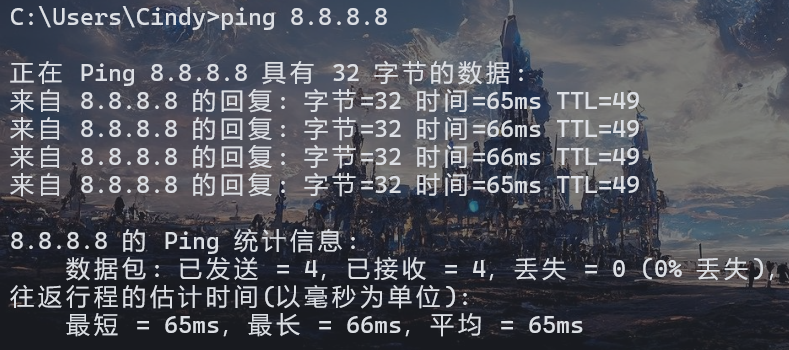 C:\Users\Cindy>ping 8.8.8.8
正在 Ping 8.8.8.8 具有 32 字节的数据:
来自 8.8.8.8 的回复: 字节=32 时间=65ms TTL=49
来自 8.8.8.8 的回复: 字节=32 时间=66ms TTL=49
来自 8.8.8.8 的回复: 字节=32 时间=66ms TTL=49
来自 8.8.8.8 的回复: 字节=32 时间=65ms TTL=49
8.8.8.8 的 Ping 统计信息:
数据包: 已发送 = 4, 已接收 = 4, 丢失 = 0 (0% 丢失),
往返行程的估计时间(以毫秒为单位):
最短 = 65ms, 最长 = 66ms, 平均 = 65ms